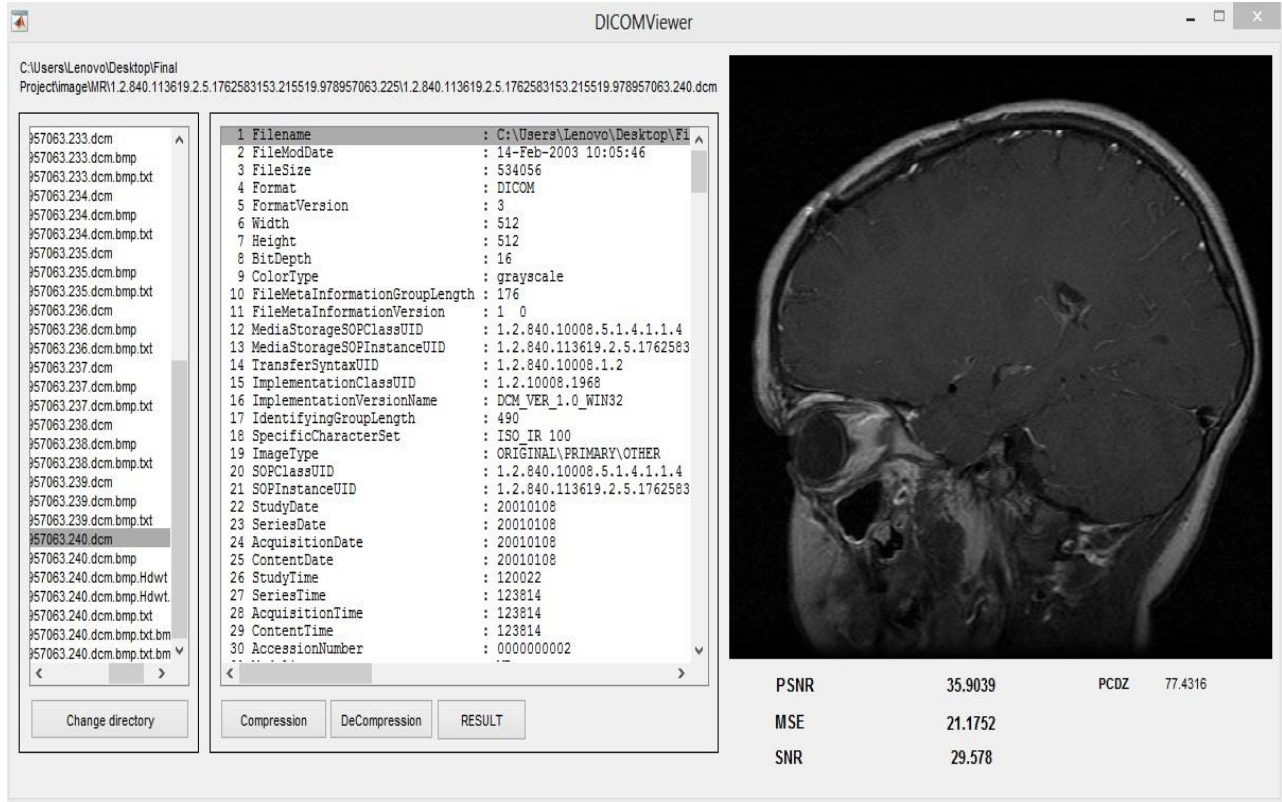 DICOMViewer
C:\Users\Lenovo\Desktop\Final
Project\image\MR\1.2.840.113619.2.5.1762583153.215519.978957063.225\1.2.840.113619.2.5.1762583153.215519.978957063.240.dcm
957063.233.dcm
957063.233.dcm.bmp
957063.233.dcm.bmp.txt
957063.234.dcm
957063.234.dcm.bmp
957063.234.dcm.bmp.txt
957063.235.dcm
957063.235.dcm.bmp
957063.235.dcm.bmp.txt
957063.236.dcm
957063.236.dcm.bmp
957063.236.dcm.bmp.txt
957063.237.dcm
957063.237.dcm.bmp
957063.237.dcm.bmp.txt
957063.238.dcm
957063.238.dcm.bmp
957063.238.dcm.bmp.txt
957063.239.dcm
957063.239.dcm.bmp
957063.239.dcm.bmp.txt
957063.240.dcm
957063.240.dcm.bmp
957063.240.dcm.bmp.Hdwt
957063.240.dcm.bmp.Hdwt.
957063.240.dcm.bmp.txt
957063.240.dcm.bmp.txt.bm
957063.240.dcm.bmp.txt.bm
Change directory
1 Filename : C:\Users\Lenovo\Desktop\Fi
2 FileModDate : 14-Feb-2003 10:05:46
3 FileSize : 534056
4 Format : DICOM
5 FormatVersion : 3
6 Width : 512
7 Height : 512
8 BitDepth : 16
9 ColorType : grayscale
10 FileMetaInformationGroupLength : 176
11 FileMetaInformationVersion : 1 0
12 MediaStorageSOPClassUID : 1.2.840.10008.5.1.4.1.1.4
13 MediaStorageSOPInstanceUID : 1.2.840.113619.2.5.1762583
14 TransferSyntaxUID : 1.2.840.10008.1.2
15 ImplementationClassUID : 1.2.10008.1968
16 ImplementationVersionName : DCM_VER_1.0_WIN32
17 IdentifyingGroupLength : 490
18 SpecificCharacterSet : ISO_IR 100
19 ImageType : ORIGINAL\PRIMARY\OTHER
20 SOPClassUID : 1.2.840.10008.5.1.4.1.1.4
21 SOPInstanceUID : 1.2.840.113619.2.5.1762583
22 StudyDate : 20010108
23 SeriesDate : 20010108
24 AcquisitionDate : 20010108
25 ContentDate : 20010108
26 StudyTime : 120022
27 SeriesTime : 123814
28 AcquisitionTime : 123814
29 ContentTime : 123814
30 AccessionNumber : 0000000002
Compression DeCompression RESULT
PSNR 35.9039 PCDZ 77.4316
MSE 21.1752
SNR 29.578